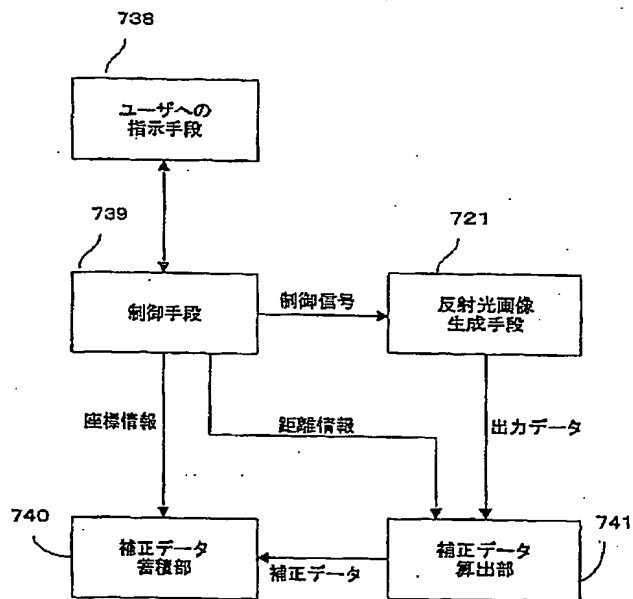 738
ユーザへの
指示手段
739
721
制御手段
制御信号
反射光画像
生成手段
座標情報
距離情報
出力データ
740
補正データ
蓄積部
補正データ
補正データ
算出部
741